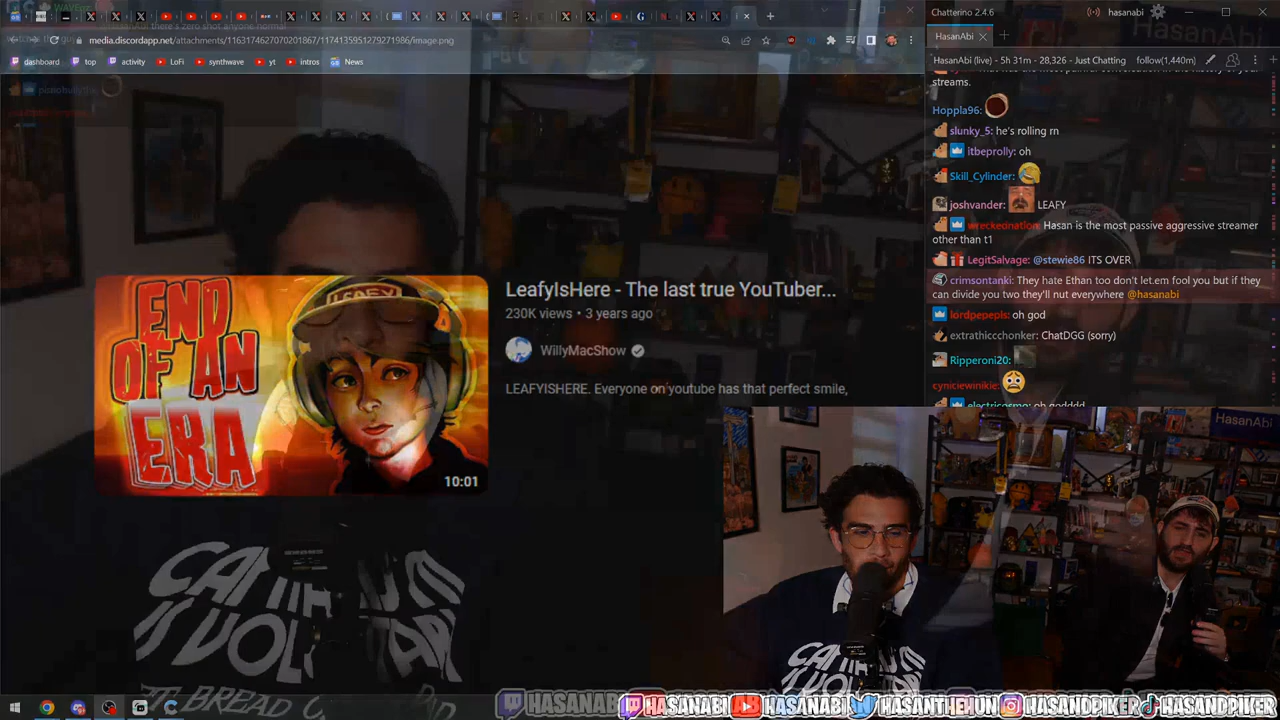 Chatterino 2.4.6
hasanabi
HasanAbi
media.discordapp.net/attachments/1163174627070201867/1174135951279271986/image.png
dashboard
top
activity
LoFi
synthwave
yt
intros
News
HasanAbi (live) - 5h 31m - 28,326 - Just Chatting
follow(1,440m)
streams.
Hoppla96:
slunky_5: he's rolling rn
itbeprolly: oh
Skill_Cylinder:
joshvander: LEAFY
wreckeonation: Hasan is the most passive aggressive streamer
other than t1
LegitSalvage: @stewie86 ITS OVER
crimsontanki: They hate Ethan too don't let.em fool you but if they
can divide you two they'll nut everywhere @hasanabi
lordpepepls: oh god
extrathiccchonker: ChatDGG (sorry)
Ripperoni20:
cyniciewinikie:
electricosmo: oh godddd
END
OF AN
ERA
LEAFY
10:01
LeafyIsHere - The last true YouTuber...
230K views • 3 years ago
WillyMacShow
LEAFYISHERE. Everyone on youtube has that perfect smile,
HasanAbi
HASANABI
HASANABI
HASANABI
HASANTHEHUN
HASANDPIKER
HASANDPIKER